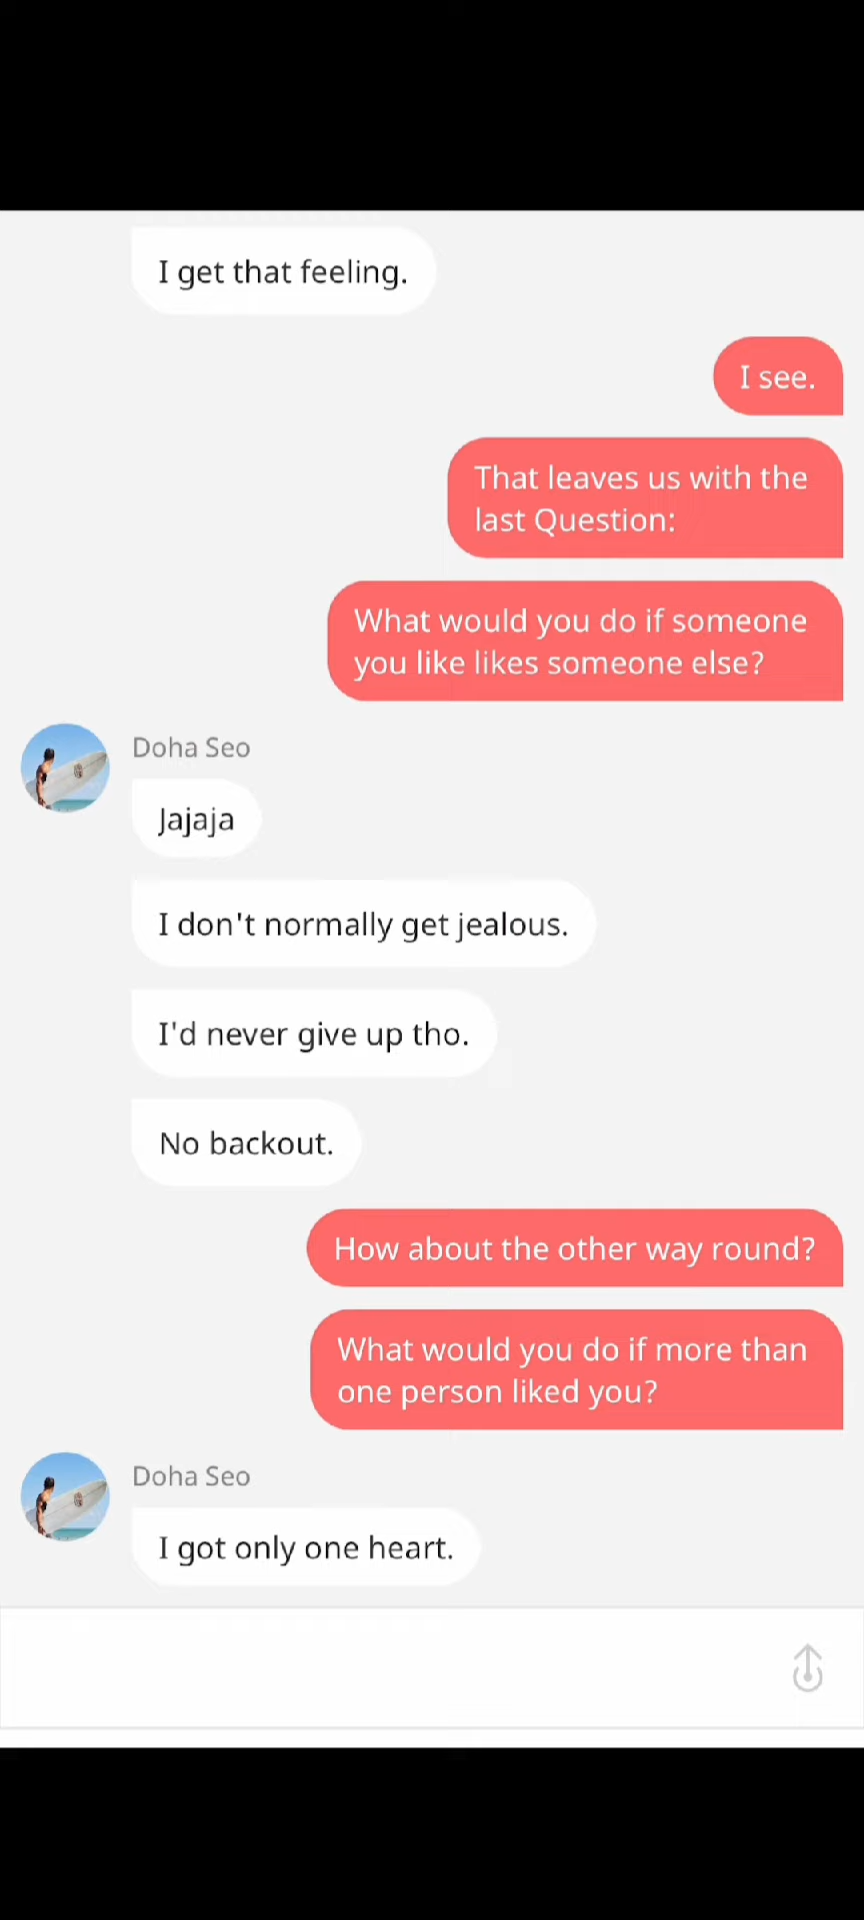 I get that feeling.
I see.
That leaves us with the
last Question:
What would you do if someone
you like likes someone else?
Doha Seo
Jajaja
I don't normally get jealous.
I'd never give up tho.
No backout.
How about the other way round?
What would you do if more than
one person liked you?
Doha Seo
I got only one heart.